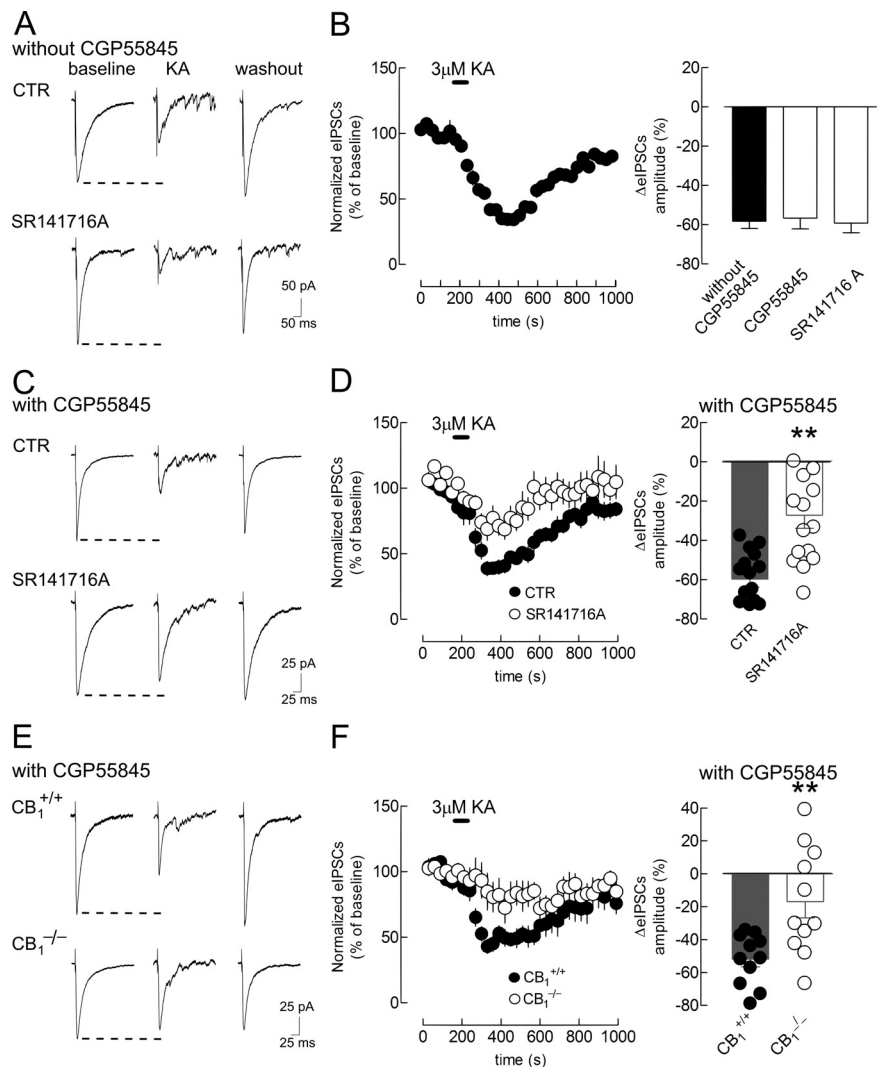 A
without CGP55845
baseline KA washout
CTR
SR141716A
50 pA
50 ms
B
3µM KA
Normalized eIPSCs
(% of baseline)
150
100
50
0
0 200 400 600 800 1000
time (s)
ΔeIPSCs
amplitude (%)
20
0
-20
-40
-60
-80
without
CGP55845
CGP55845
SR141716 A
C
with CGP55845
CTR
SR141716A
25 pA
25 ms
D
3µM KA
Normalized eIPSCs
(% of baseline)
150
100
50
0
CTR
SR141716A
0 200 400 600 800 1000
time (s)
with CGP55845
**
ΔeIPSCs
amplitude (%)
20
0
-20
-40
-60
-80
CTR
SR141716A
E
with CGP55845
CB₁⁺/⁺
CB₁⁻/⁻
25 pA
25 ms
F
3µM KA
Normalized eIPSCs
(% of baseline)
150
100
50
0
CB₁⁺/⁺
CB₁⁻/⁻
0 200 400 600 800 1000
time (s)
with CGP55845
**
ΔeIPSCs
amplitude (%)
40
20
0
-20
-40
-60
-80
CB₁⁺/⁺
CB₁⁻/⁻